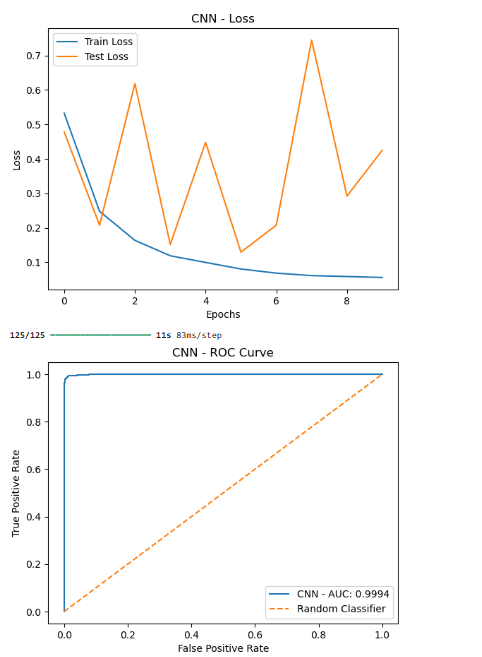 CNN - Loss
Train Loss
Test Loss
0.7
0.6
0.5
0.4
0.3
0.2
0.1
Loss
0 2 4 6 8
Epochs
125/125 11s 83ms/step
CNN - ROC Curve
1.0
0.8
0.6
0.4
0.2
0.0
True Positive Rate
CNN - AUC: 0.9994
Random Classifier
0.0 0.2 0.4 0.6 0.8 1.0
False Positive Rate